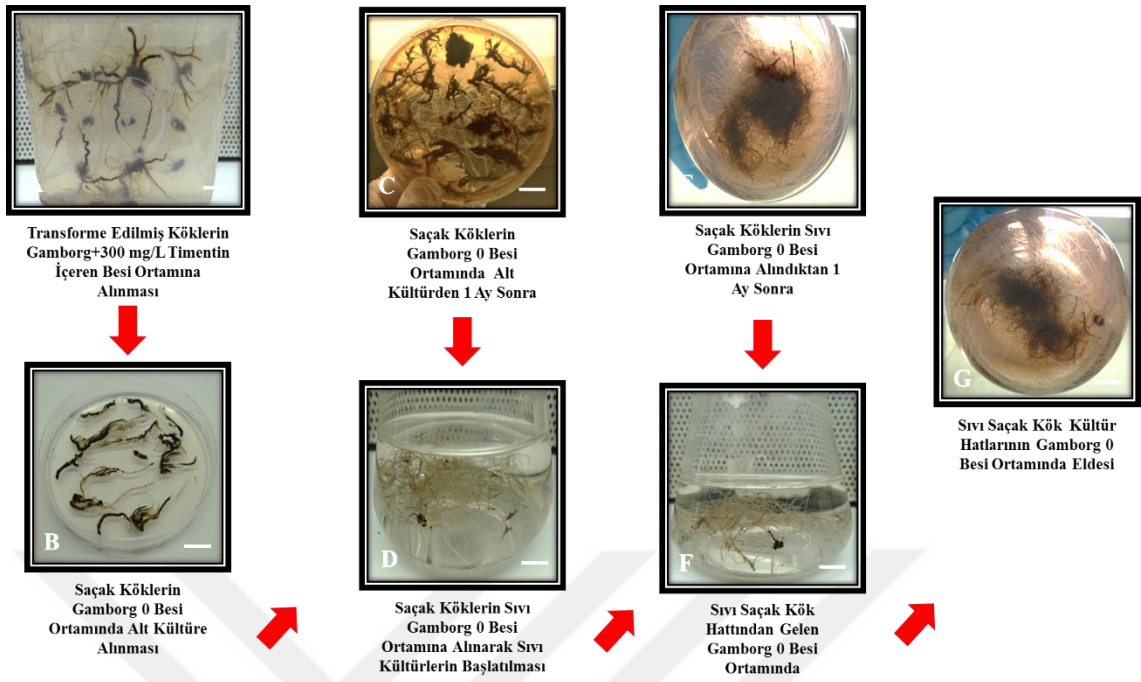 A
Transforme Edilmiş Köklerin
Gamborg+300 mg/L Timentin
İçeren Besi Ortamına
Alınması
B
Saçak Köklerin
Gamborg 0 Besi
Ortamında Alt Kültüre
Alınması
C
Saçak Köklerin
Gamborg 0 Besi
Ortamında Alt
Kültürden 1 Ay Sonra
D
Saçak Köklerin Sıvı
Gamborg 0 Besi
Ortamına Alınarak Sıvı
Kültürlerin Başlatılması
E
Saçak Köklerin Sıvı
Gamborg 0 Besi
Ortamına Alındıktan 1
Ay Sonra
F
Sıvı Saçak Kök
Hattından Gelen
Gamborg 0 Besi
Ortamında
G
Sıvı Saçak Kök Kültür
Hatlarının Gamborg 0
Besi Ortamında Eldesi